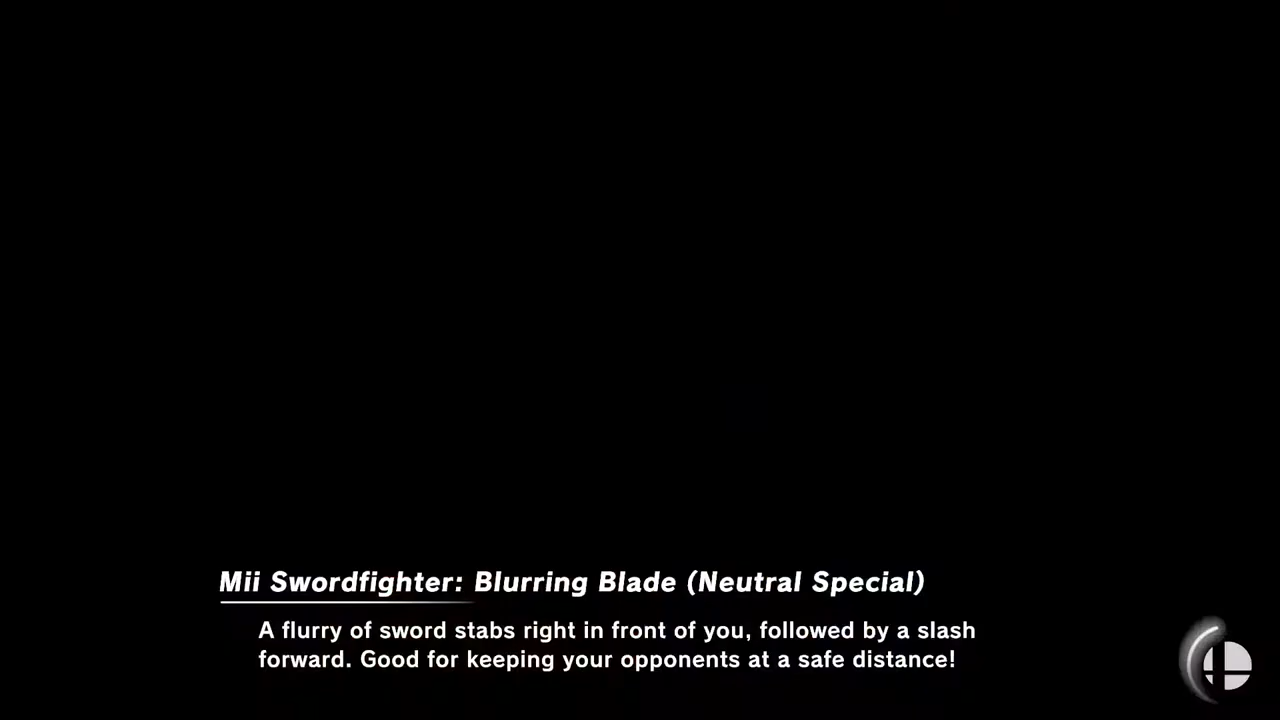 Mii Swordfighter: Blurring Blade (Neutral Special)
A flurry of sword stabs right in front of you, followed by a slash
forward. Good for keeping your opponents at a safe distance!